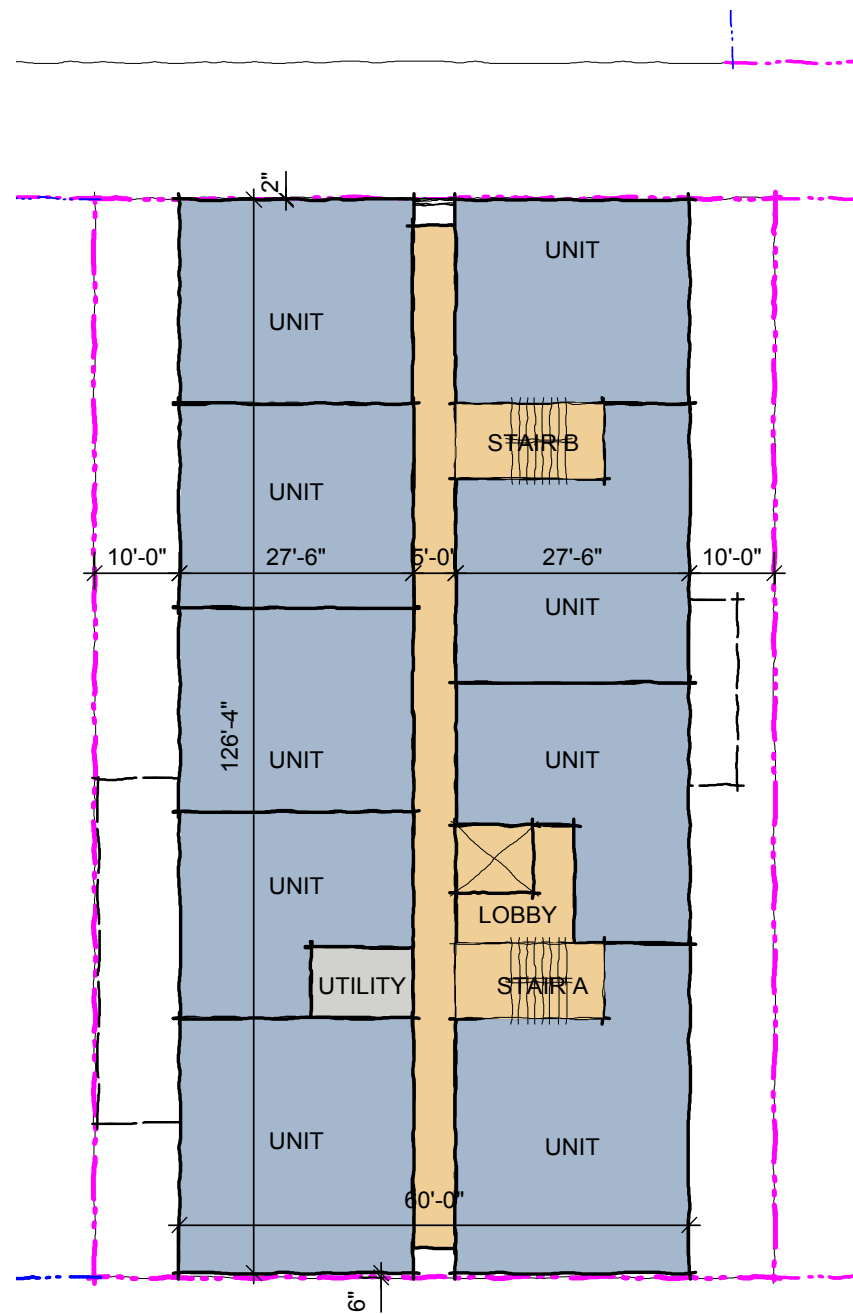 2"
UNIT
UNIT
STAIR B
UNIT
10'-0"
27'-6"
5'-0"
27'-6"
10'-0"
UNIT
126'-4"
UNIT
UNIT
UNIT
LOBBY
UTILITY
STAIR A
UNIT
UNIT
60'-0"
6"